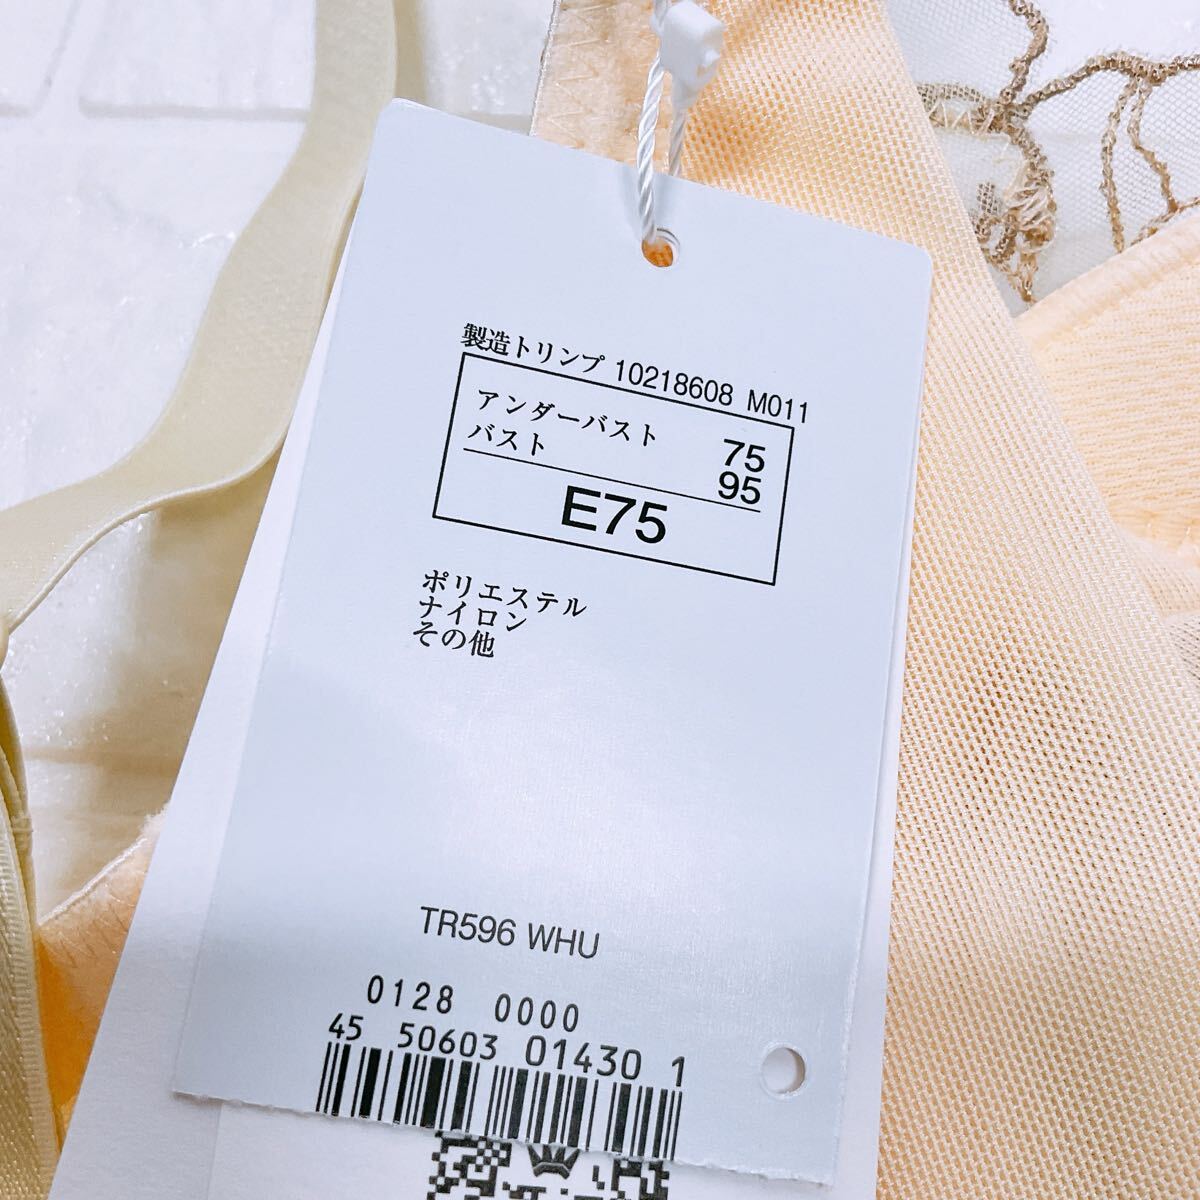 製造トリンプ 10218608 M011
アンダーバスト 75
バスト 95
E75
ポリエステル
ナイロン
その他
TR596 WHU
0128 0000
45 50603 01430 1